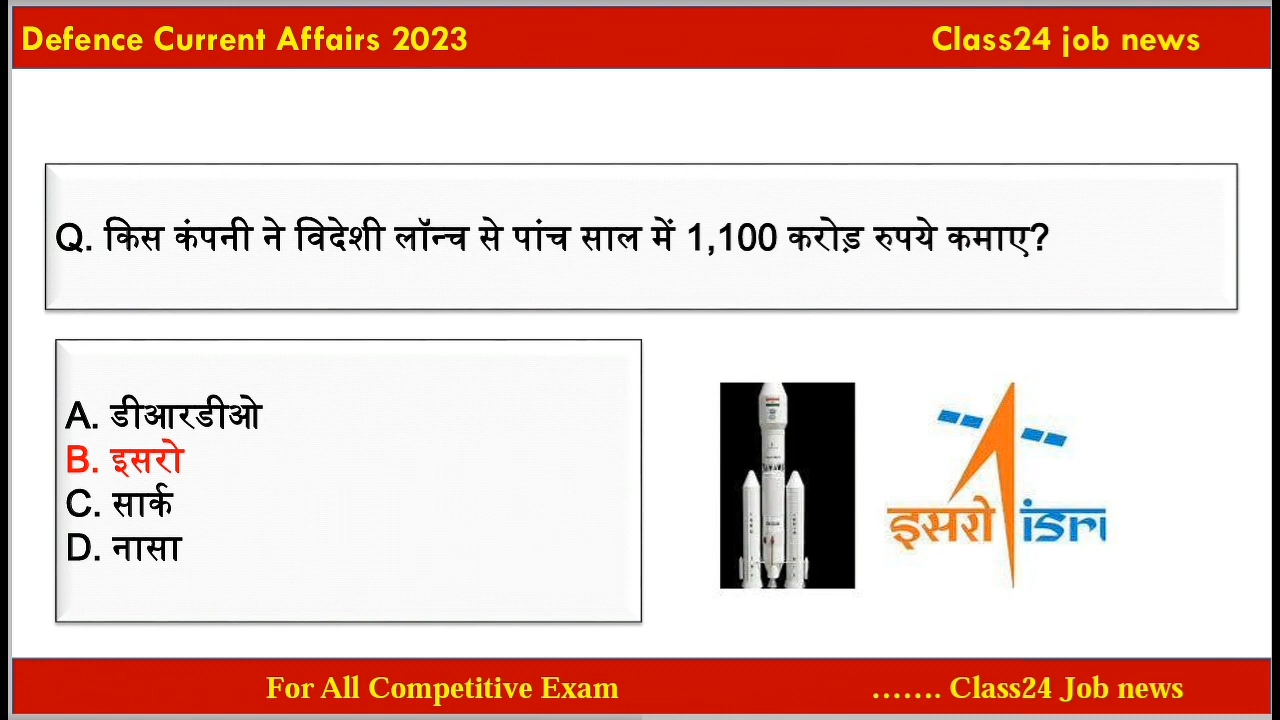 Defence Current Affairs 2023 Class24 job news
Q. किस कंपनी ने विदेशी लॉन्च से पांच साल में 1,100 करोड़ रुपये कमाए?
A. डीआरडीओ
B. इसरो
C. सार्क
D. नासा
इसरो isr
For All Competitive Exam ....... Class24 Job news